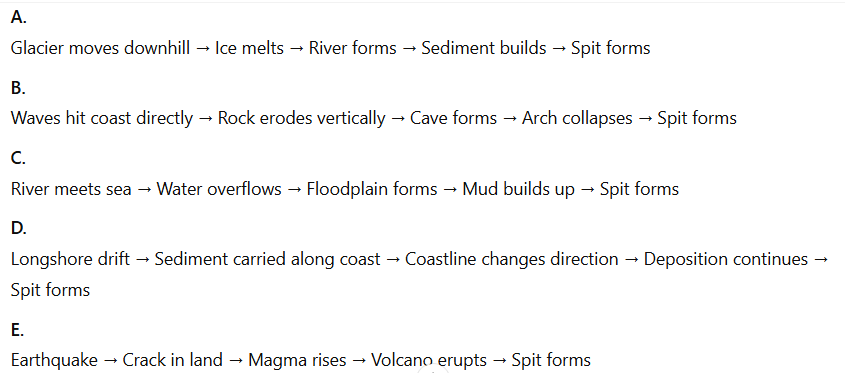 A.
Glacier moves downhill → Ice melts → River forms → Sediment builds → Spit forms
B.
Waves hit coast directly → Rock erodes vertically → Cave forms → Arch collapses → Spit forms
C.
River meets sea → Water overflows → Floodplain forms → Mud builds up → Spit forms
D.
Longshore drift → Sediment carried along coast → Coastline changes direction → Deposition continues →
Spit forms
E.
Earthquake → Crack in land → Magma rises → Volcano erupts → Spit forms